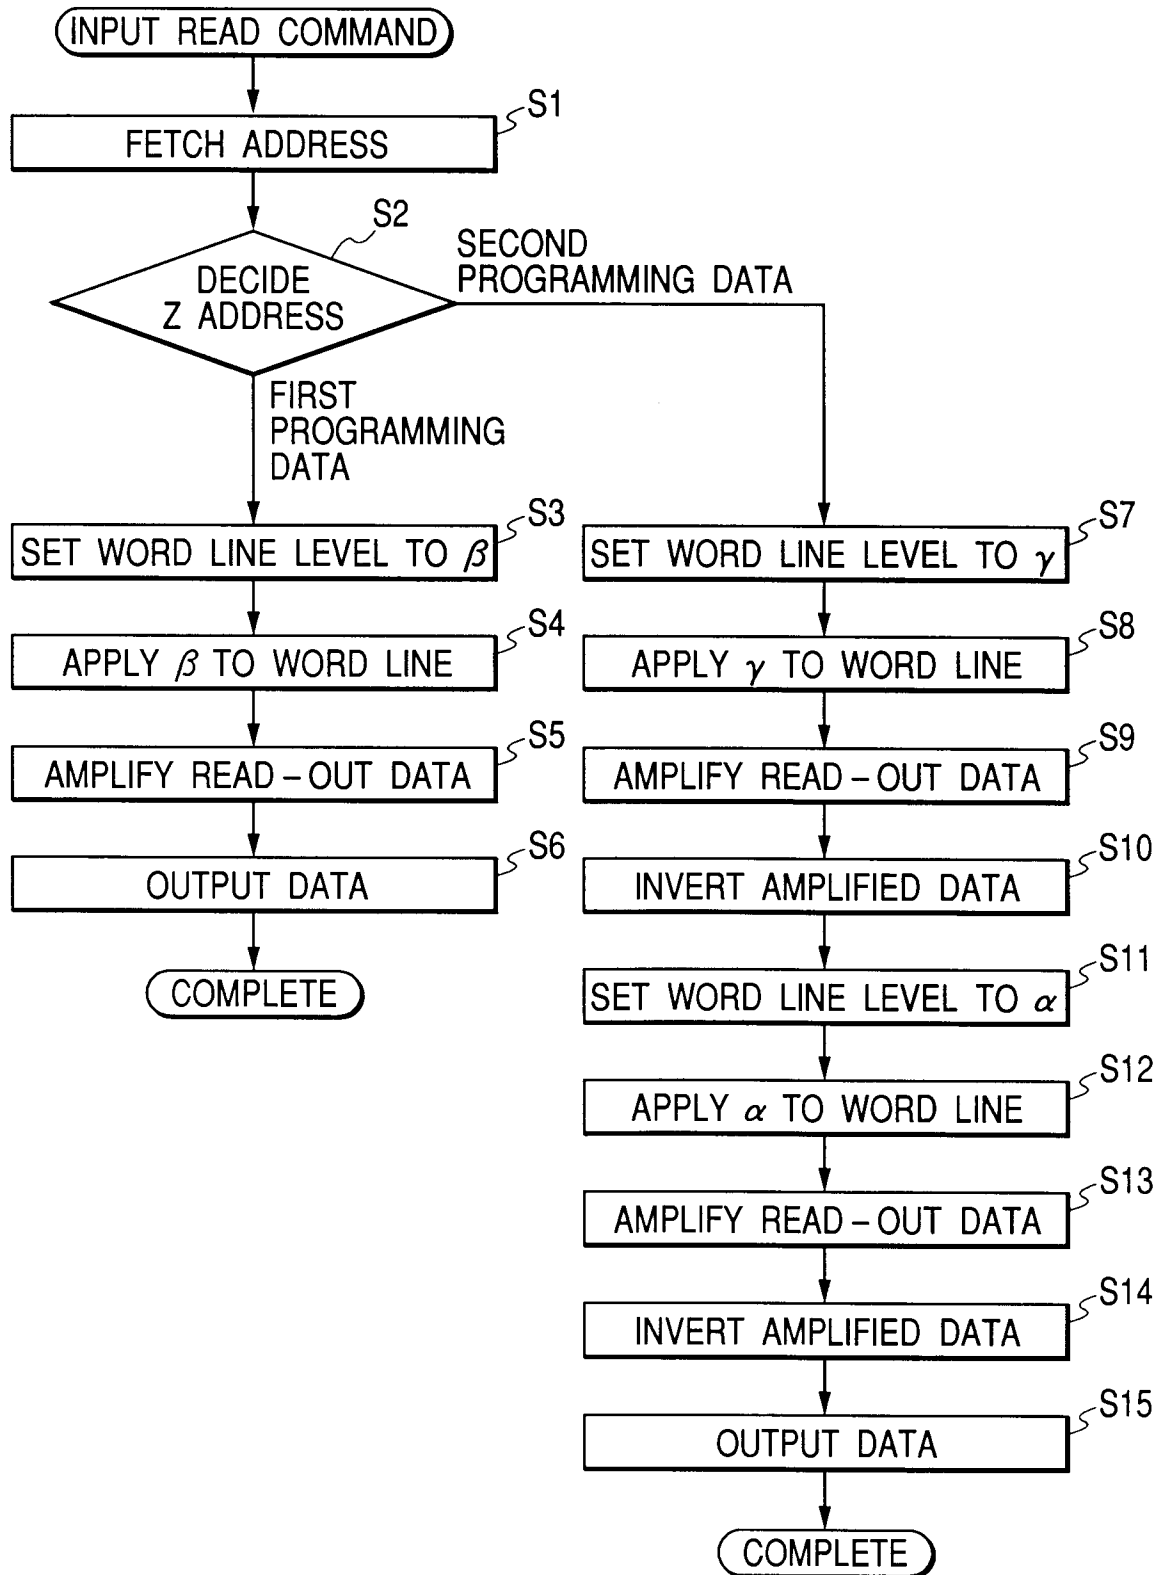 INPUT READ COMMAND
S1
FETCH ADDRESS
S2
DECIDE
Z ADDRESS
SECOND
PROGRAMMING DATA
FIRST
PROGRAMMING
DATA
S3
SET WORD LINE LEVEL TO β
S4
APPLY β TO WORD LINE
S5
AMPLIFY READ-OUT DATA
S6
OUTPUT DATA
COMPLETE
S7
SET WORD LINE LEVEL TO γ
S8
APPLY γ TO WORD LINE
S9
AMPLIFY READ-OUT DATA
S10
INVERT AMPLIFIED DATA
S11
SET WORD LINE LEVEL TO α
S12
APPLY α TO WORD LINE
S13
AMPLIFY READ-OUT DATA
S14
INVERT AMPLIFIED DATA
S15
OUTPUT DATA
COMPLETE